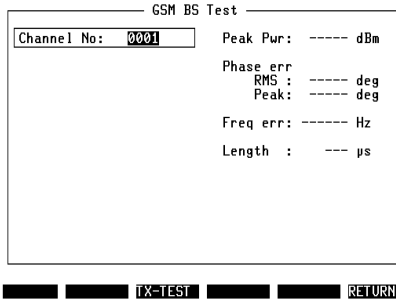 GSM BS Test
Channel No: 0001
Peak Pwr: ----- dBm
Phase err
RMS : ----- deg
Peak: ----- deg
Freq err: ------ Hz
Length : --- µs
TX-TEST RETURN